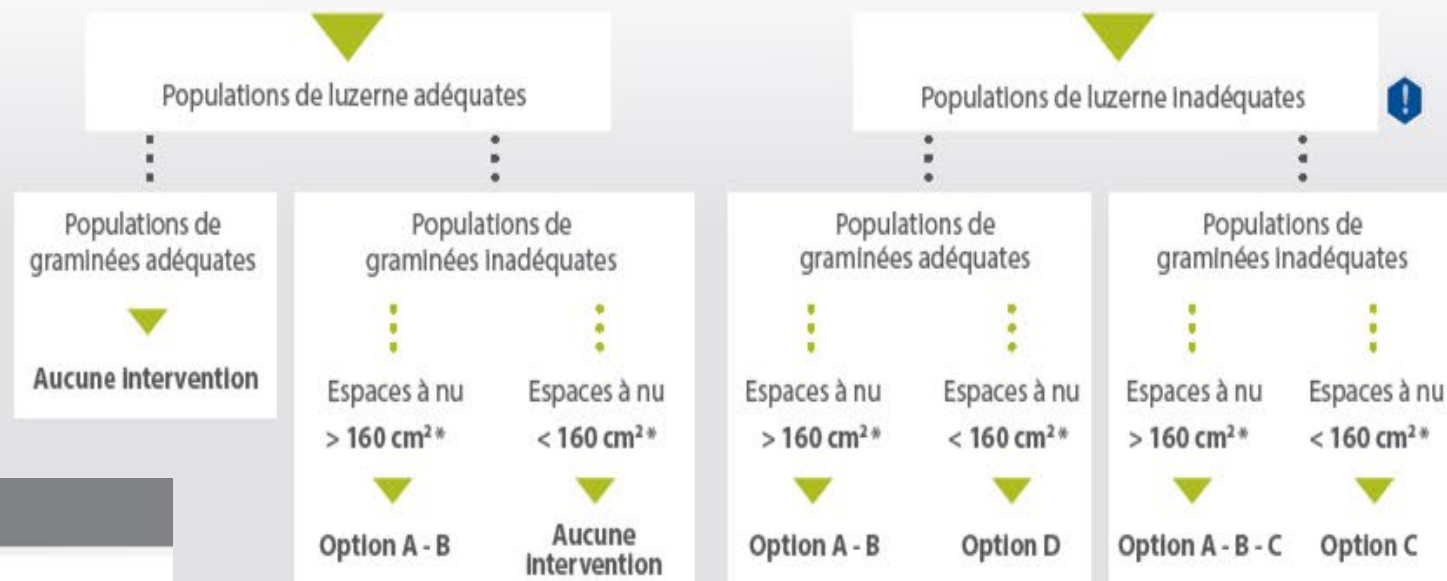 Populations de luzerne adéquates
Populations de luzerne inadéquates
!
Populations de
graminées adéquates
Aucune intervention
Populations de
graminées inadéquates
Espaces à nu
> 160 cm²*
Option A - B
Espaces à nu
< 160 cm²*
Aucune
intervention
Populations de
graminées adéquates
Espaces à nu
> 160 cm²*
Option A - B
Espaces à nu
< 160 cm²*
Option D
Populations de
graminées inadéquates
Espaces à nu
> 160 cm²*
Option A - B - C
Espaces à nu
< 160 cm²*
Option C